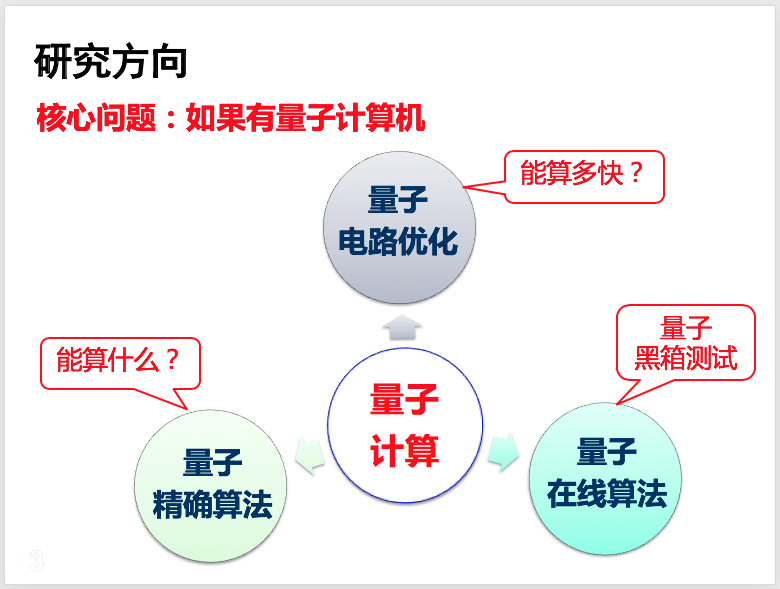 研究方向
核心问题：如果有量子计算机
能算多快？
量子
电路优化
能算什么？
量子
黑箱测试
量子
计算
量子
精确算法
量子
在线算法
3